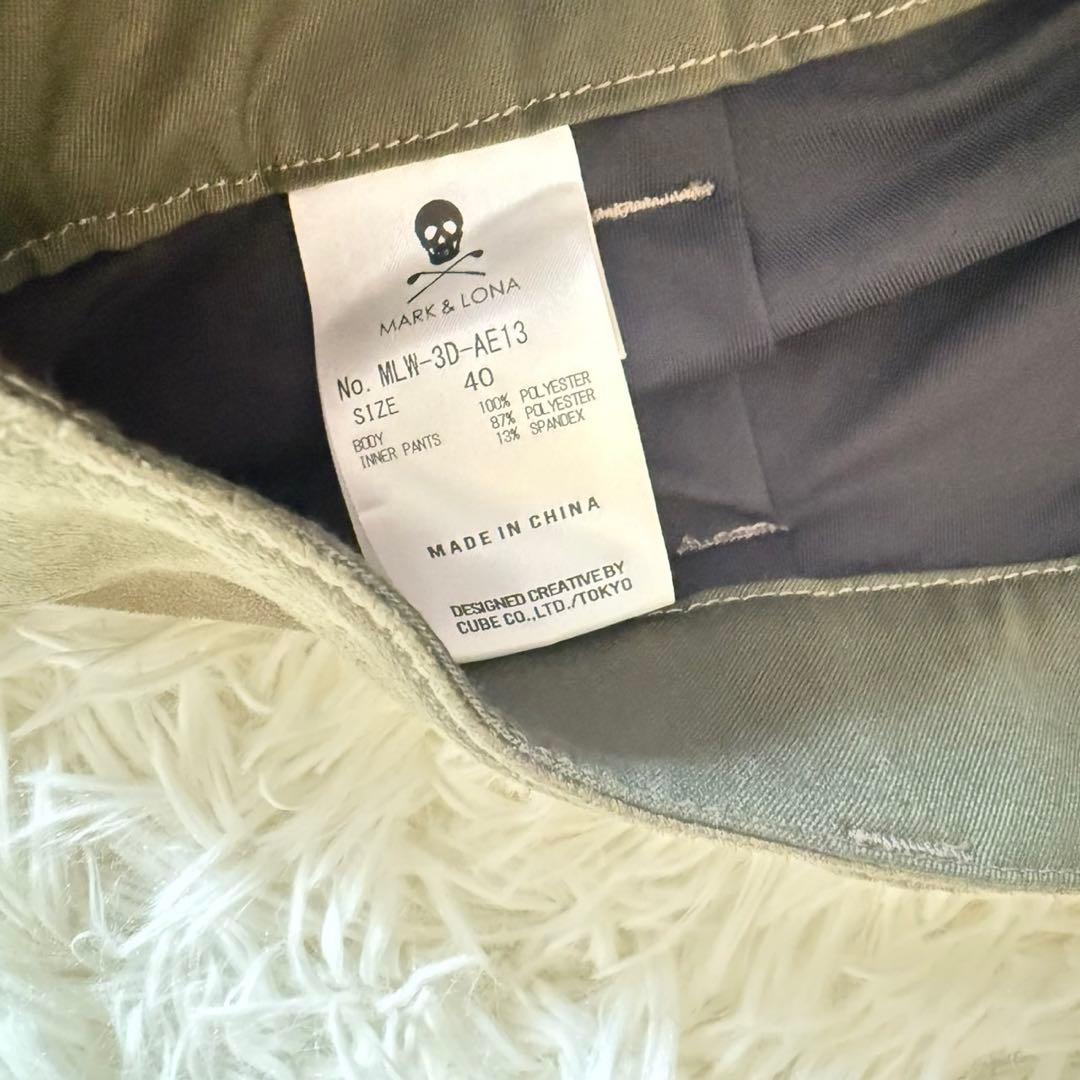 MARK & LONA
No. MLW-3D-AE13
SIZE 40
BODY 100% POLYESTER
INNER PANTS 87% POLYESTER
13% SPANDEX
MADE IN CHINA
DESIGNED CREATIVE BY
CUBE CO.,LTD./TOKYO